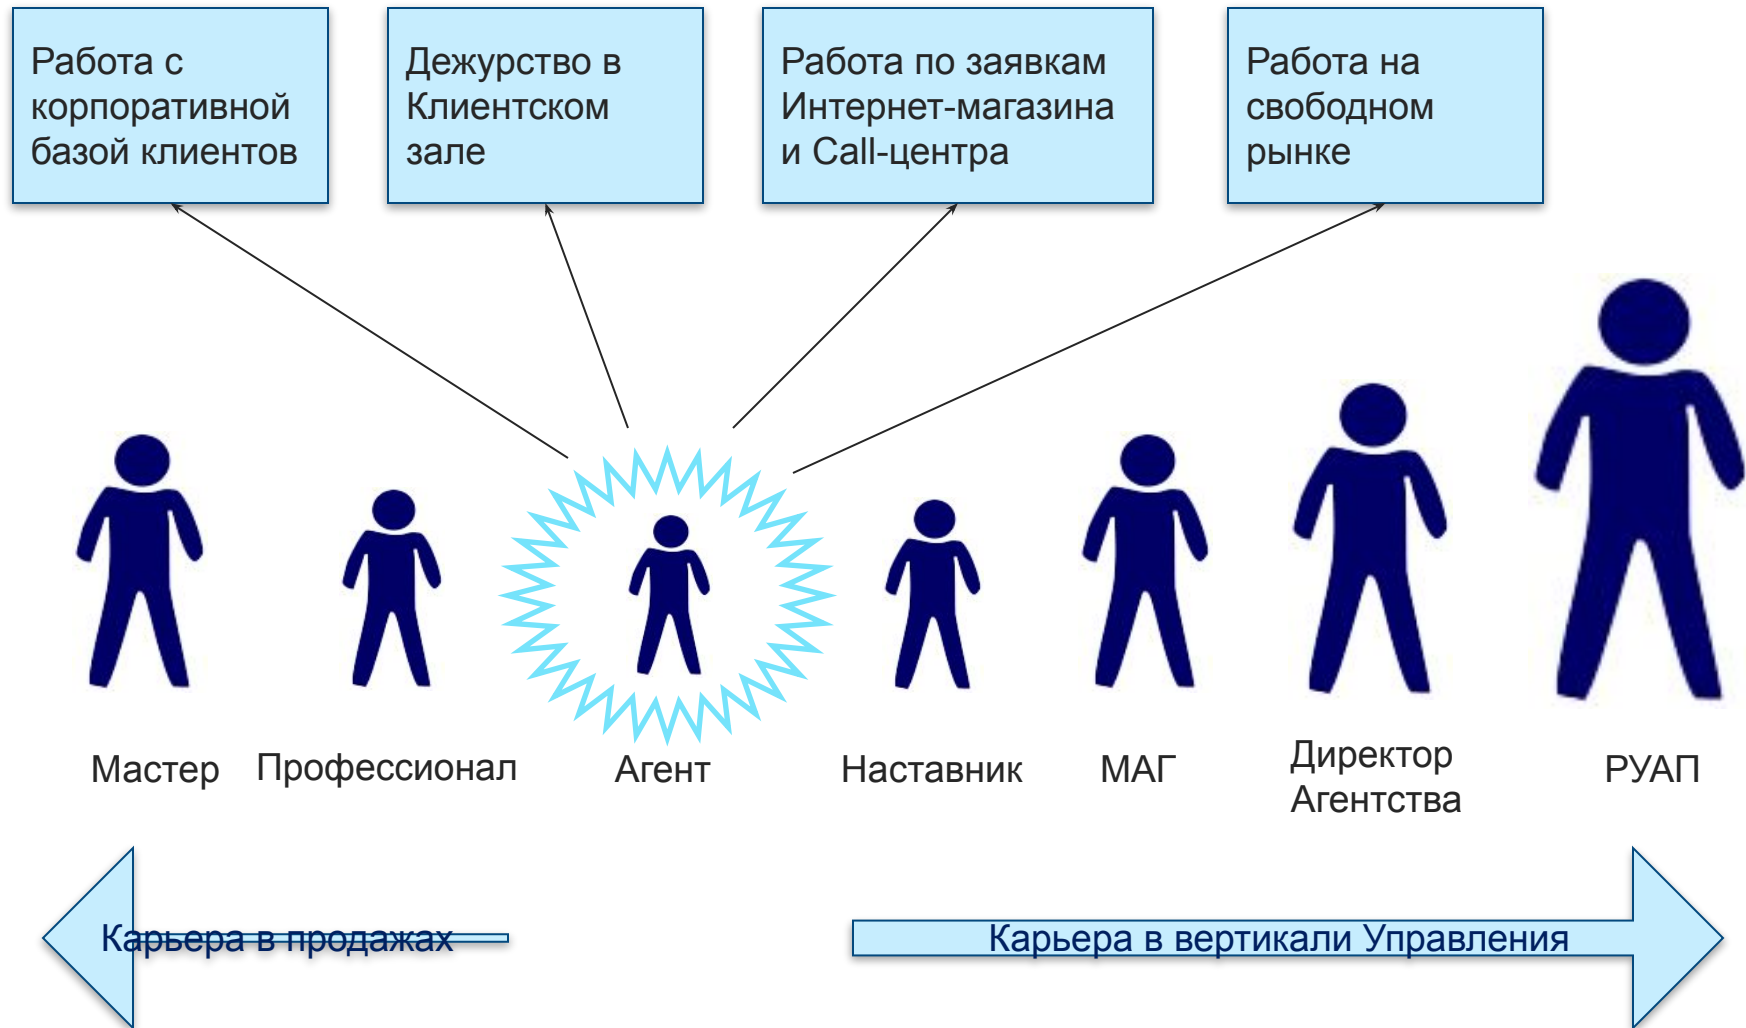 Работа с
корпоративной
базой клиентов
Дежурство в
Клиентском
зале
Работа по заявкам
Интернет-магазина
и Call-центра
Работа на
свободном
рынке
Мастер
Профессионал
Агент
Наставник
МАГ
Директор
Агентства
РУАП
Карьера в продажах
Карьера в вертикали Управления